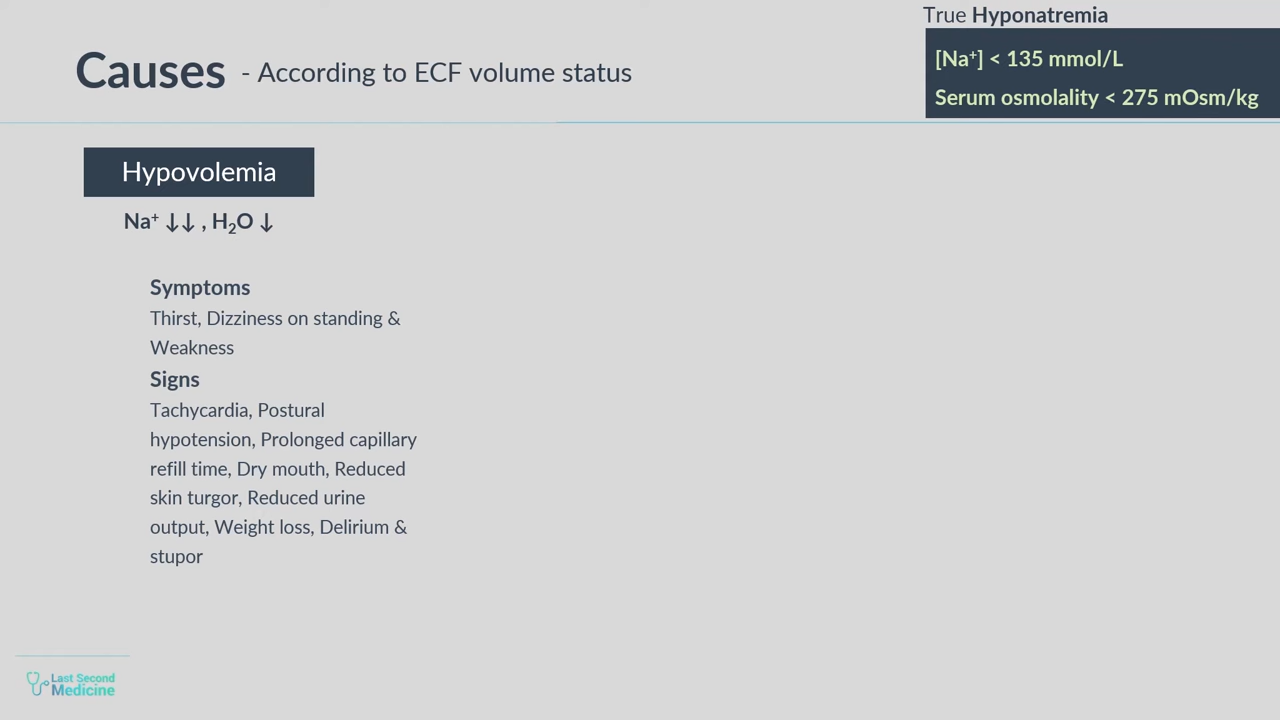 True Hyponatremia
[Na⁺] < 135 mmol/L
Serum osmolality < 275 mOsm/kg
Causes - According to ECF volume status
Hypovolemia
Na⁺ ↓↓ , H₂O ↓
Symptoms
Thirst, Dizziness on standing &
Weakness
Signs
Tachycardia, Postural
hypotension, Prolonged capillary
refill time, Dry mouth, Reduced
skin turgor, Reduced urine
output, Weight loss, Delirium &
stupor
Last Second
Medicine